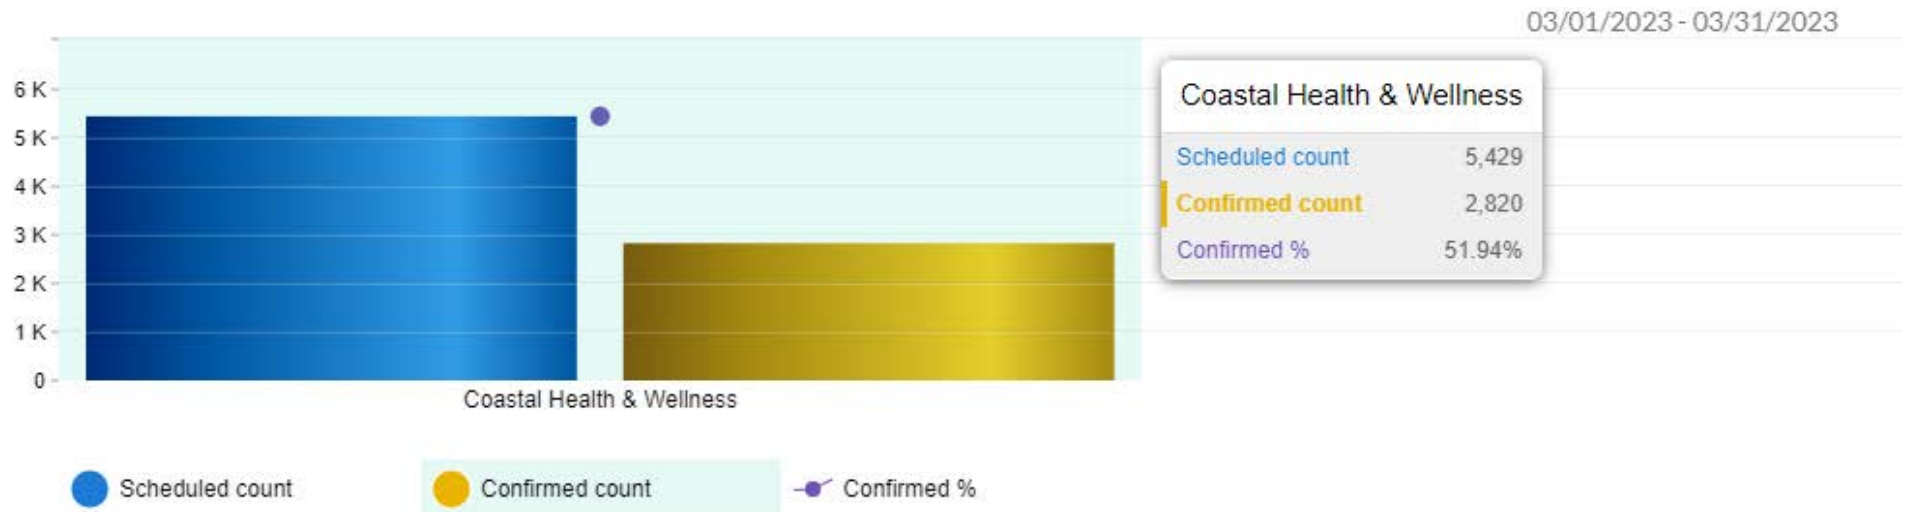 03/01/2023 - 03/31/2023
6 K
5 K
4 K
3 K
2 K
1 K
0
Coastal Health & Wellness
Coastal Health & Wellness
Scheduled count 5,429
Confirmed count 2,820
Confirmed % 51.94%
Scheduled count Confirmed count Confirmed %